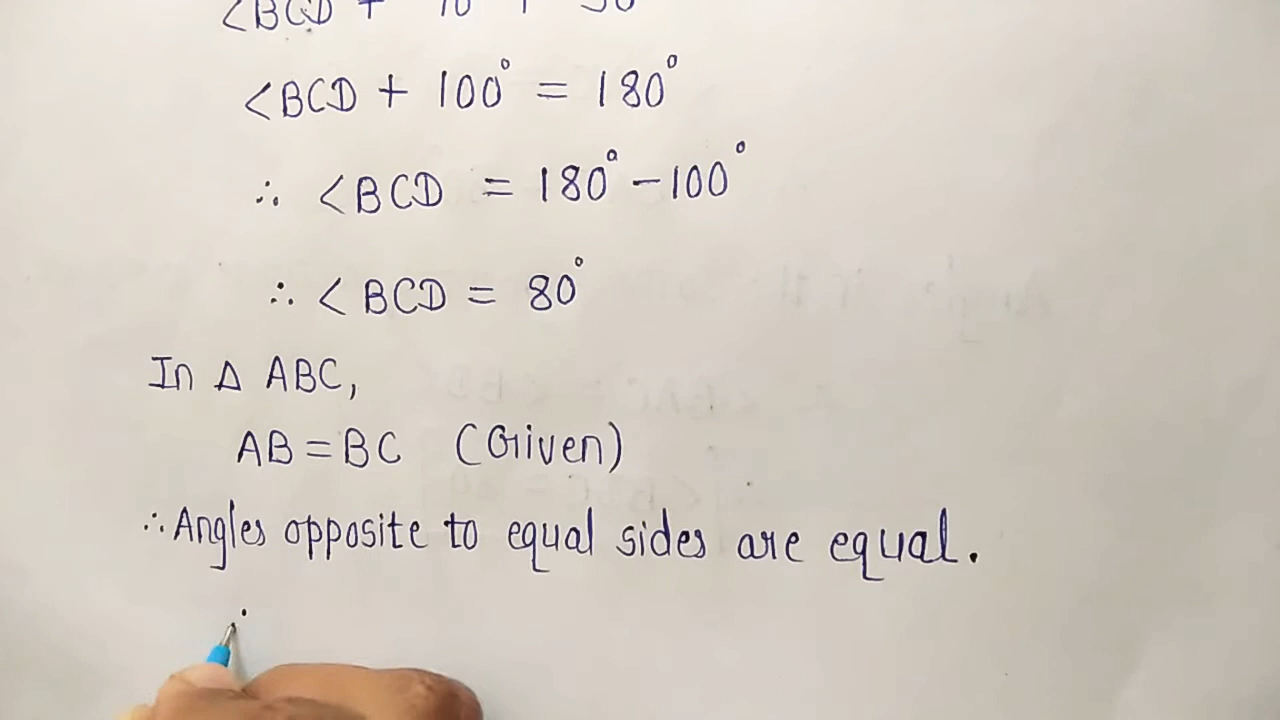 <BCD +
<BCD + 100° = 180°
∴ <BCD = 180° - 100°
∴ <BCD = 80°
In Δ ABC,
AB = BC (Given)
∴ Angles opposite to equal sides are equal.